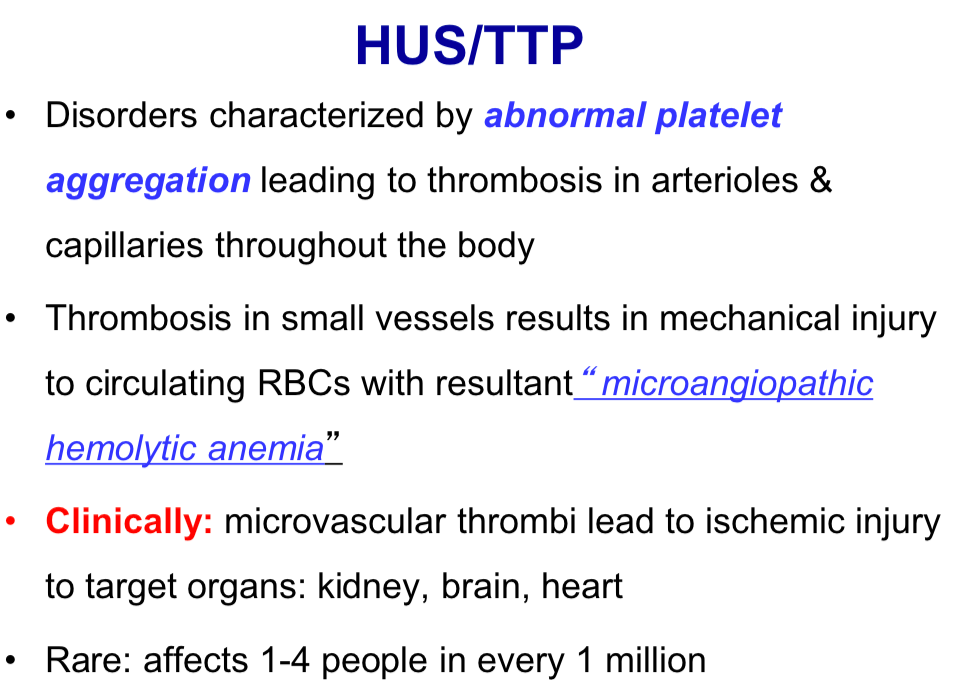 HUS/TTP
• Disorders characterized by abnormal platelet
aggregation leading to thrombosis in arterioles &
capillaries throughout the body
• Thrombosis in small vessels results in mechanical injury
to circulating RBCs with resultant “microangiopathic
hemolytic anemia”
• Clinically: microvascular thrombi lead to ischemic injury
to target organs: kidney, brain, heart
• Rare: affects 1-4 people in every 1 million